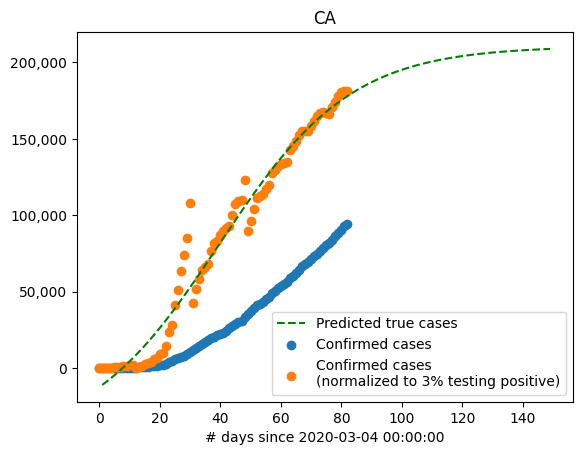 CA
200,000
150,000
100,000
50,000
0
Predicted true cases
Confirmed cases
Confirmed cases
(normalized to 3% testing positive)
0 20 40 60 80 100 120 140
# days since 2020-03-04 00:00:00